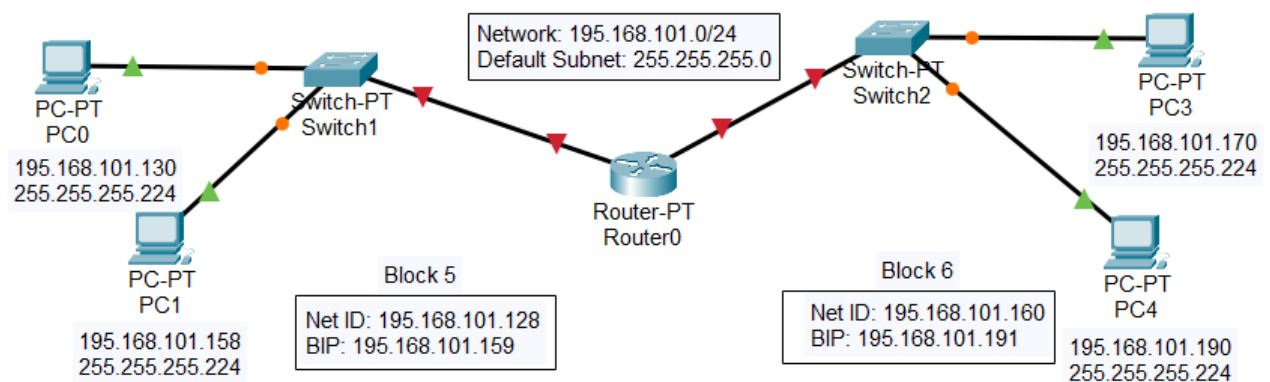 Network: 195.168.101.0/24
Default Subnet: 255.255.255.0
PC-PT
PC0
195.168.101.130
255.255.255.224
Switch-PT
Switch1
PC-PT
PC1
195.168.101.158
255.255.255.224
Block 5
Net ID: 195.168.101.128
BIP: 195.168.101.159
Router-PT
Router0
Switch-PT
Switch2
PC-PT
PC3
195.168.101.170
255.255.255.224
Block 6
Net ID: 195.168.101.160
BIP: 195.168.101.191
PC-PT
PC4
195.168.101.190
255.255.255.224